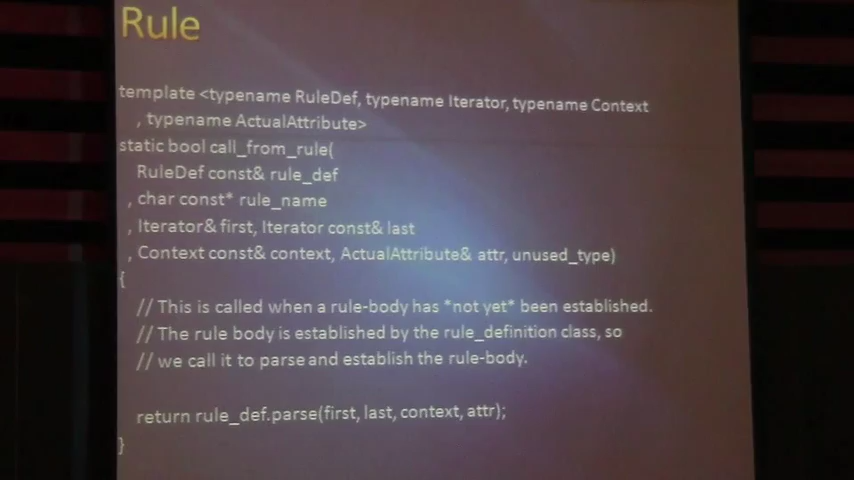 Rule
template <typename RuleDef, typename Iterator, typename Context
, typename ActualAttribute>
static bool call_from_rule(
RuleDef const& rule_def
, char const* rule_name
, Iterator& first, Iterator const& last
, Context const& context, ActualAttribute& attr, unused_type)
{
// This is called when a rule-body has *not yet* been established.
// The rule body is established by the rule_definition class, so
// we call it to parse and establish the rule-body.
return rule_def.parse(first, last, context, attr);
}